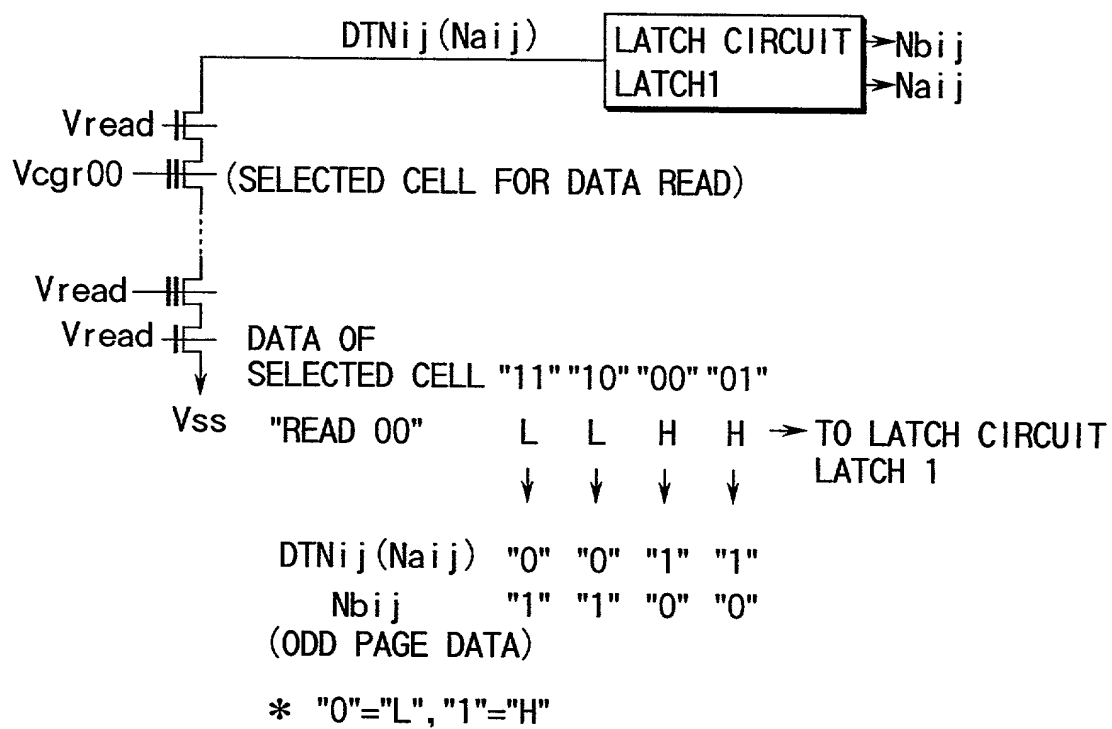 DTNij(Naij)
LATCH CIRCUIT
LATCH1
Nbij
Naij
Vread
Vcgr00
(SELECTED CELL FOR DATA READ)
Vread
Vread
Vss
DATA OF
SELECTED CELL "11" "10" "00" "01"
"READ 00" L L H H
TO LATCH CIRCUIT
LATCH 1
DTNij(Naij) "0" "0" "1" "1"
Nbij "1" "1" "0" "0"
(ODD PAGE DATA)
* "0"="L", "1"="H"